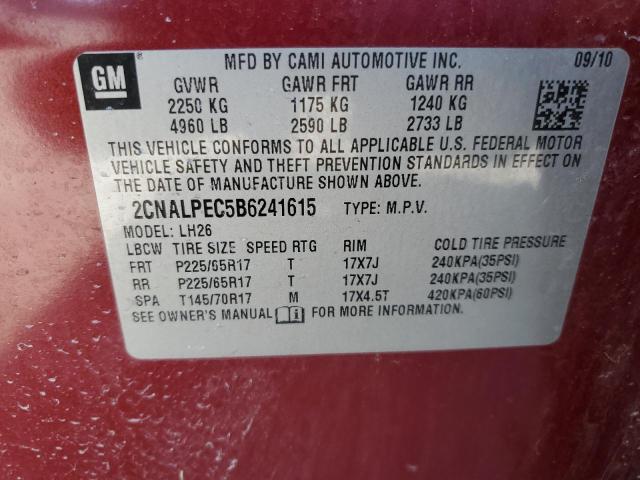 GM
MFD BY CAMI AUTOMOTIVE INC. 09/10
GVWR GAWR FRT GAWR RR
2250 KG 1175 KG 1240 KG
4960 LB 2590 LB 2733 LB
THIS VEHICLE CONFORMS TO ALL APPLICABLE U.S. FEDERAL MOTOR
VEHICLE SAFETY AND THEFT PREVENTION STANDARDS IN EFFECT ON
THE DATE OF MANUFACTURE SHOWN ABOVE.
2CNALPEC5B6241615 TYPE: M.P.V.
MODEL: LH26
LBCW TIRE SIZE SPEED RTG RIM COLD TIRE PRESSURE
FRT P225/65R17 T 17X7J 240KPA(35PSI)
RR P225/65R17 T 17X7J 240KPA(35PSI)
SPA T145/70R17 M 17X4.5T 420KPA(60PSI)
SEE OWNER'S MANUAL FOR MORE INFORMATION.